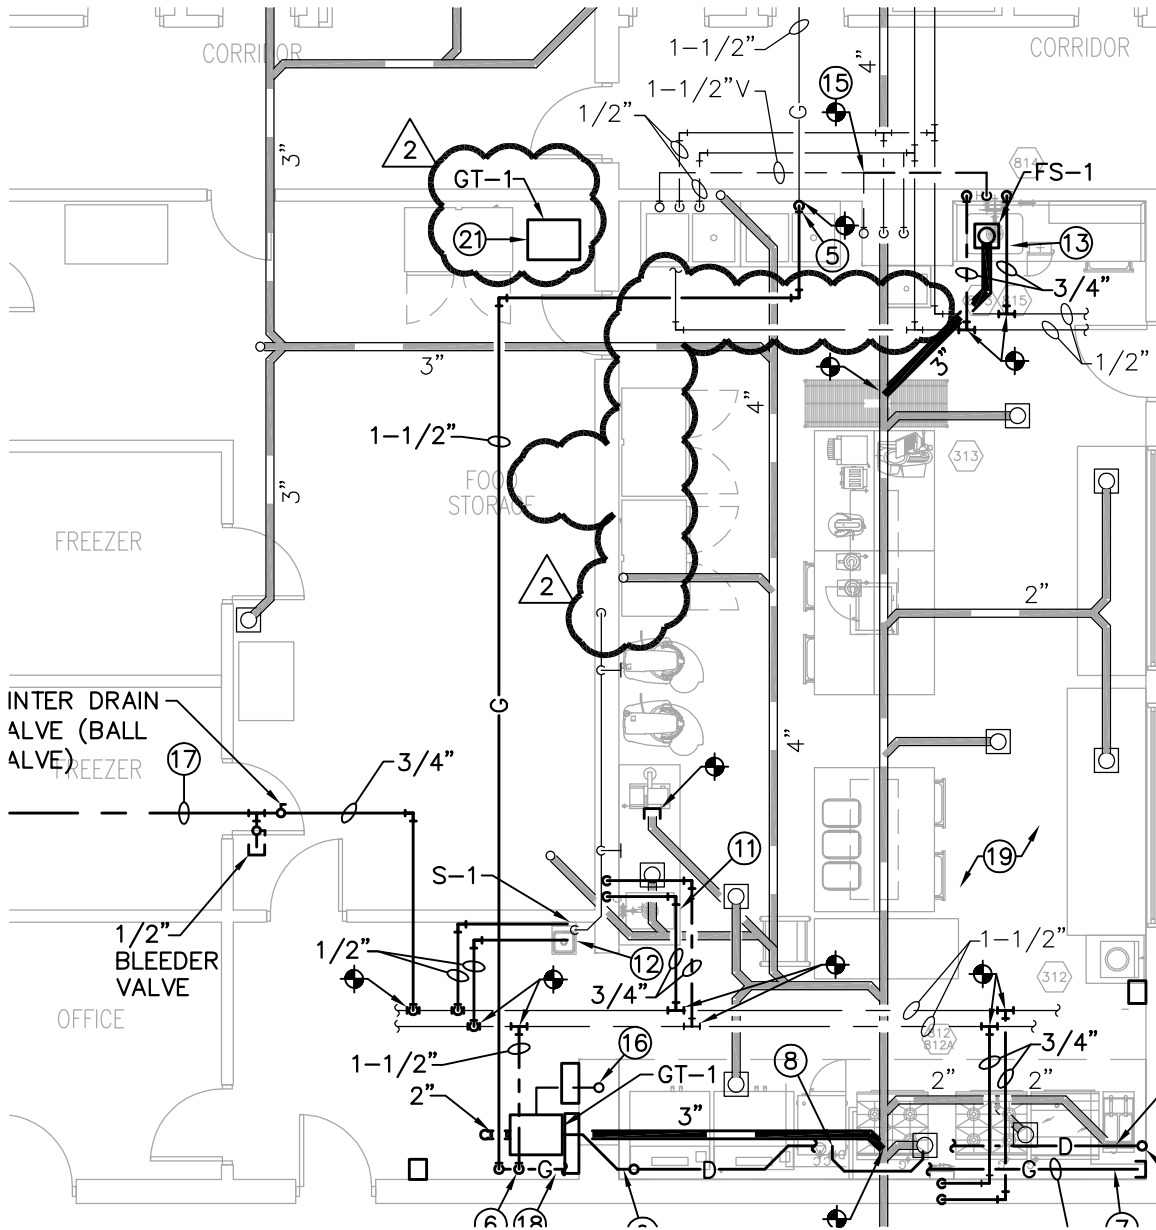 CORRIDOR
1-1/2"
4"
CORRIDOR
15
1-1/2"V
G
1/2"
2
3"
814
GT-1
FS-1
21
5
13
3/4"
815
1/2"
3"
3"
4"
1-1/2"
313
3"
FOOD
STORAGE
FREEZER
2
2"
G
INTER DRAIN
ALVE (BALL
ALVE)
FREEZER
17
3/4"
4"
11
19
S-1
1/2"
BLEEDER
VALVE
1/2"
12
3/4"
1-1/2"
312
OFFICE
312
B12A
16
1-1/2"
3/4"
8
GT-1
2"
2"
2"
3"
G
D
D
G
6
18
7